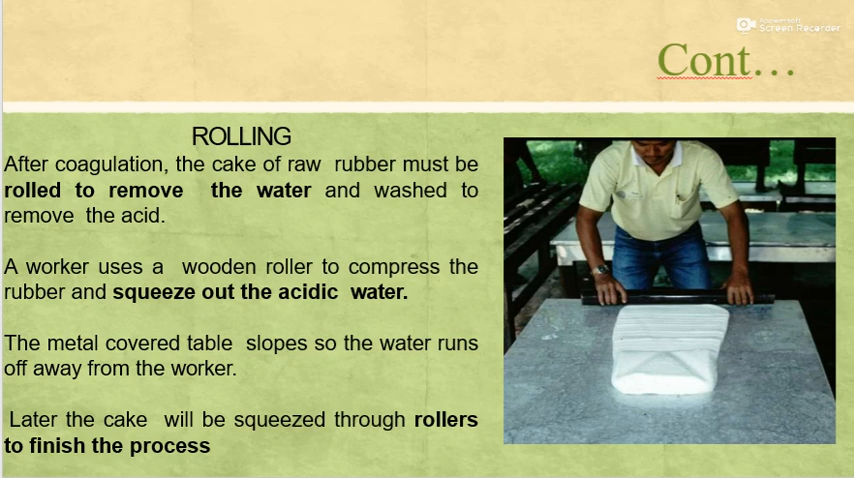 Apowersoft
Screen Recorder
Cont…
ROLLING
After coagulation, the cake of raw rubber must be
rolled to remove the water and washed to
remove the acid.
A worker uses a wooden roller to compress the
rubber and squeeze out the acidic water.
The metal covered table slopes so the water runs
off away from the worker.
Later the cake will be squeezed through rollers
to finish the process